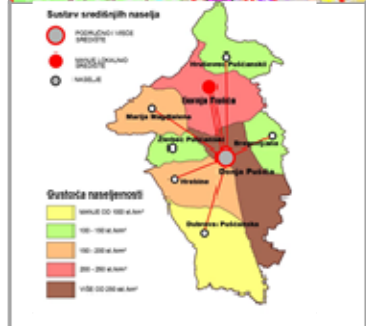 Sustav središnjih naselja
PODRUČNO I VIŠE
SREDIŠTE
MANJE LOKALNO
SREDIŠTE
NASELJE
Hruševec Pušćanski
Gornja Pušća
Marija Magdalena
Žlebec Pušćanski
Bregovljana
Donja Pušća
Hrebine
Dubrava Pušćanska
Gustoća naseljenosti
MANJE OD 100 st./km²
100 - 150 st./km²
150 - 200 st./km²
200 - 250 st./km²
VIŠE OD 250 st./km²